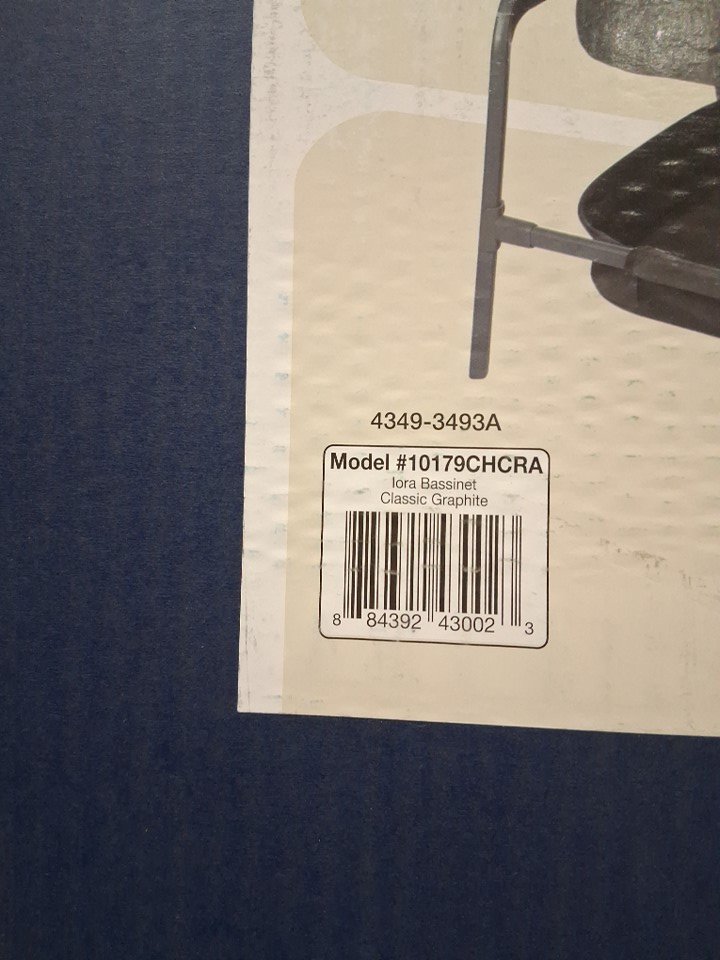 4349-3493A
Model #10179CHCRA
Iora Bassinet
Classic Graphite
8 84392 43002 3